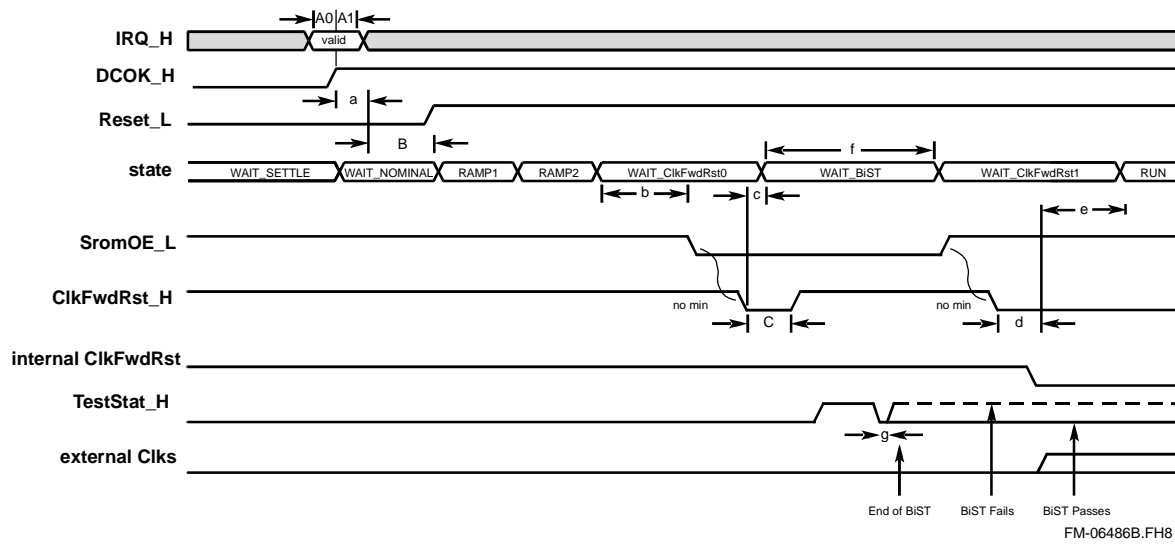 A0 A1
IRQ_H
valid
DCOK_H
a
Reset_L
B
state
WAIT_SETTLE WAIT_NOMINAL RAMP1 RAMP2 WAIT_ClkFwdRst0 WAIT_BiST WAIT_ClkFwdRst1 RUN
f
b
c
e
SromOE_L
ClkFwdRst_H
no min
no min
C
d
internal ClkFwdRst
TestStat_H
g
external Clks
End of BiST BiST Fails BiST Passes
FM-06486B.FH8